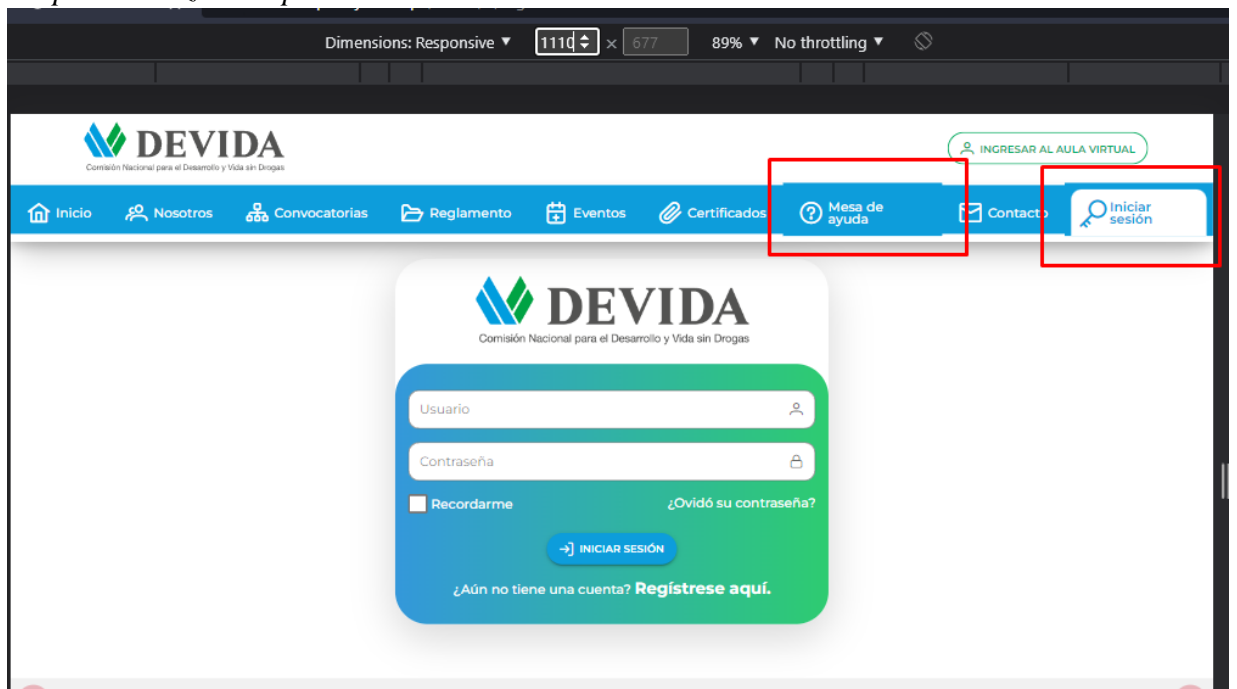 Dimensions: Responsive ▼ 1110 × 677 89% ▼ No throttling ▼
DEVIDA
Comisión Nacional para el Desarrollo y Vida sin Drogas
INGRESAR AL AULA VIRTUAL
Inicio Nosotros Convocatorias Reglamento Eventos Certificados Mesa de ayuda Contacto Iniciar sesión
DEVIDA
Comisión Nacional para el Desarrollo y Vida sin Drogas
Usuario
Contraseña
Recordarme ¿Ovidó su contraseña?
INICIAR SESIÓN
¿Aún no tiene una cuenta? Regístrese aquí.